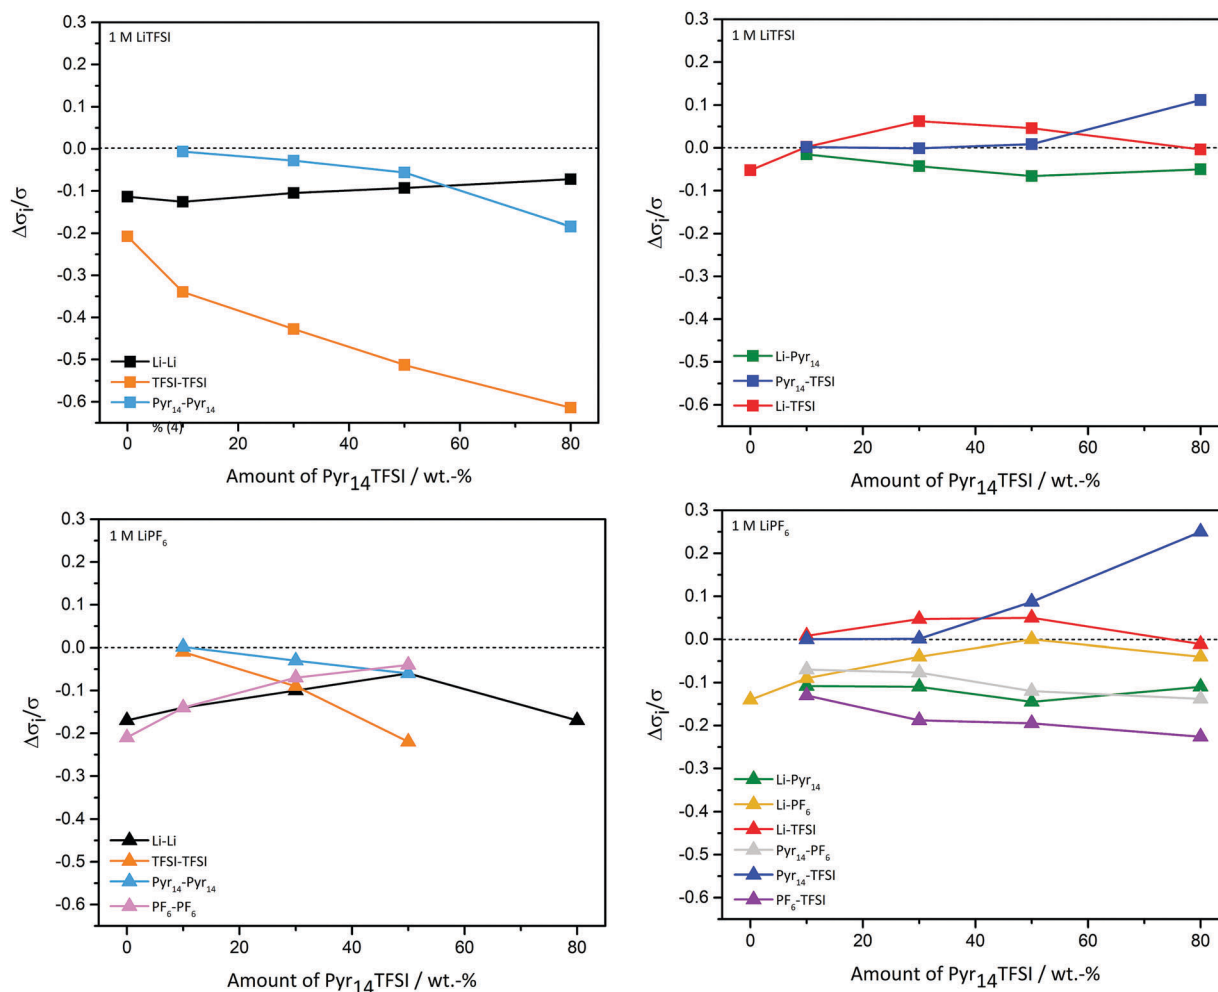 1 M LiTFSI
0.3
0.2
0.1
0.0
-0.1
-0.2
-0.3
-0.4
-0.5
-0.6
Δσi/σ
Li-Li
TFSI-TFSI
Pyr14-Pyr14
% (4)
0 20 40 60 80
Amount of Pyr14TFSI / wt.-%
1 M LiTFSI
0.3
0.2
0.1
0.0
-0.1
-0.2
-0.3
-0.4
-0.5
-0.6
Δσi/σ
Li-Pyr14
Pyr14-TFSI
Li-TFSI
0 20 40 60 80
Amount of Pyr14TFSI / wt.-%
1 M LiPF6
0.3
0.2
0.1
0.0
-0.1
-0.2
-0.3
-0.4
-0.5
-0.6
Δσi/σ
Li-Li
TFSI-TFSI
Pyr14-Pyr14
PF6-PF6
0 20 40 60 80
Amount of Pyr14TFSI / wt.-%
1 M LiPF6
0.3
0.2
0.1
0.0
-0.1
-0.2
-0.3
-0.4
-0.5
-0.6
Δσi/σ
Li-Pyr14
Li-PF6
Li-TFSI
Pyr14-PF6
Pyr14-TFSI
PF6-TFSI
0 20 40 60 80
Amount of Pyr14TFSI / wt.-%